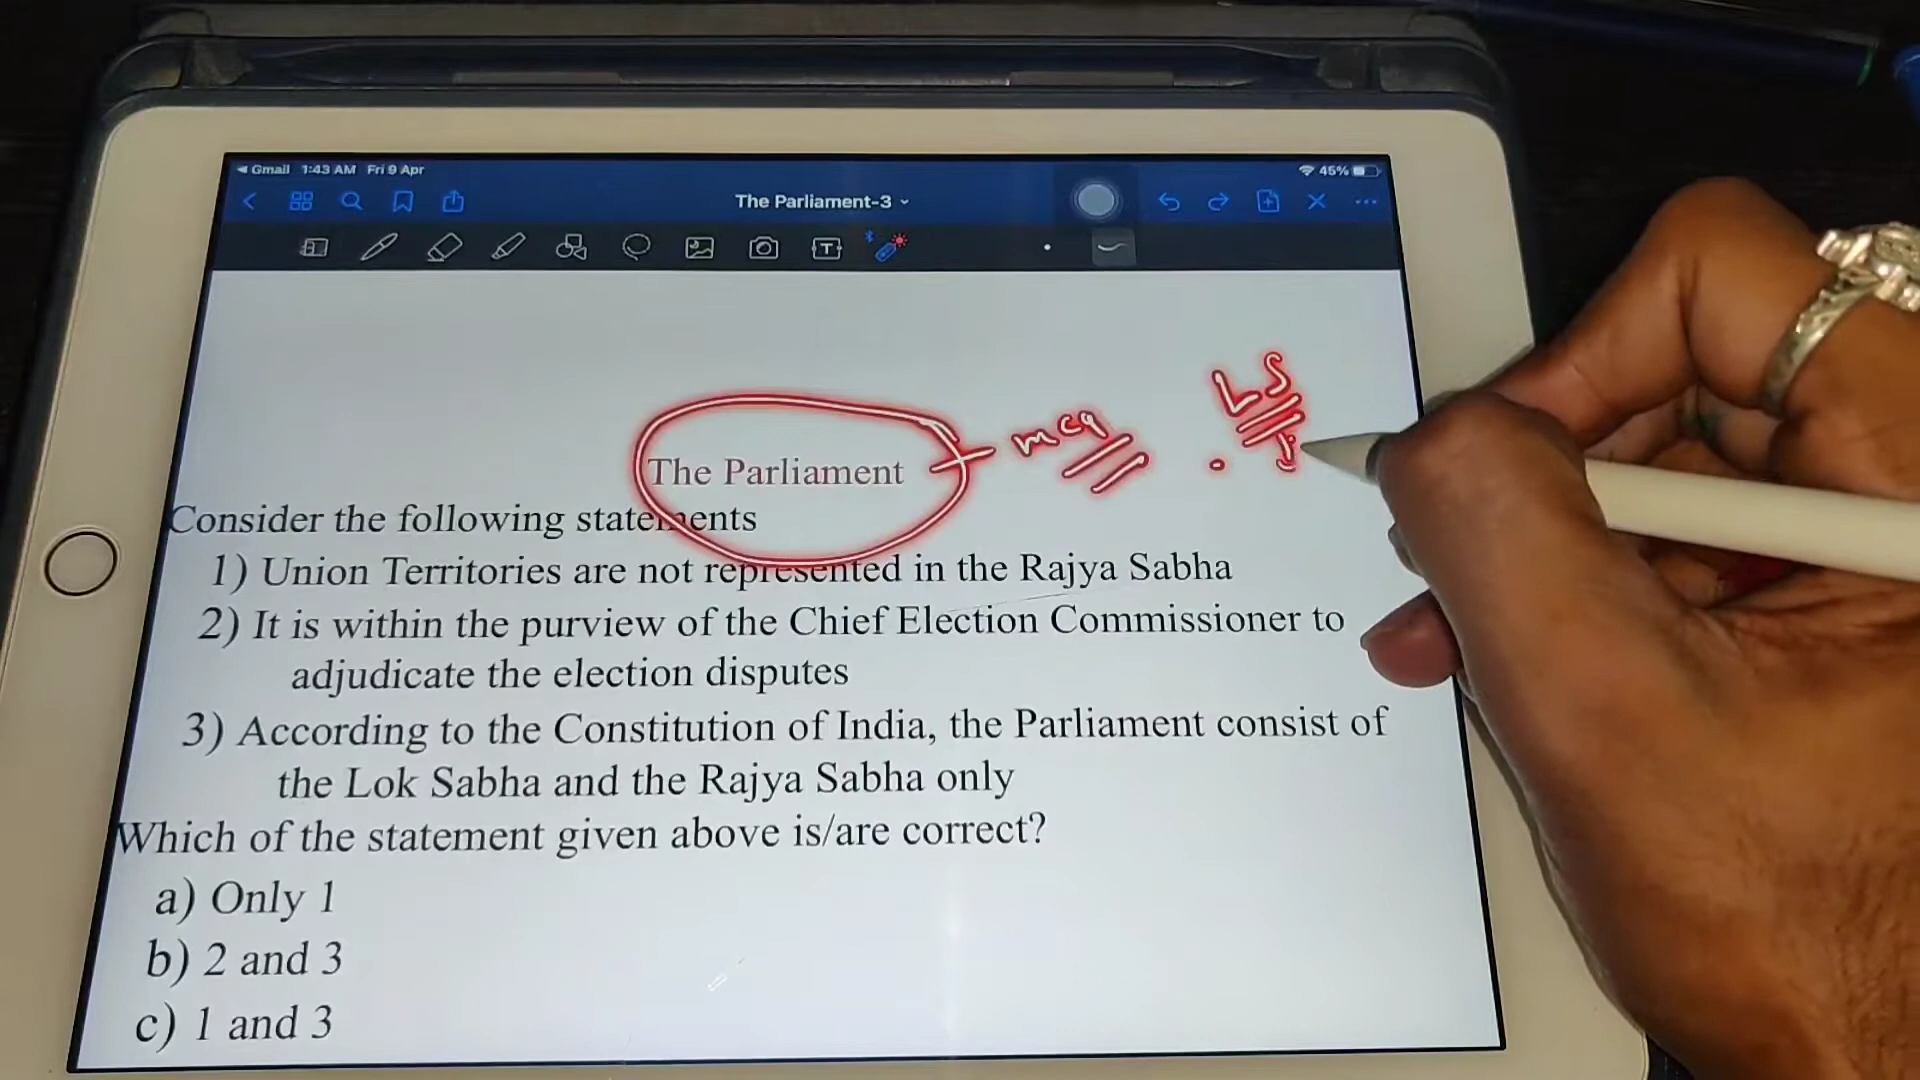 Gmail 1:43 AM Fri 9 Apr 45%
The Parliament-3
T
LS
mcq
The Parliament
Consider the following statements
1) Union Territories are not represented in the Rajya Sabha
2) It is within the purview of the Chief Election Commissioner to
adjudicate the election disputes
3) According to the Constitution of India, the Parliament consist of
the Lok Sabha and the Rajya Sabha only
Which of the statement given above is/are correct?
a) Only 1
b) 2 and 3
c) 1 and 3